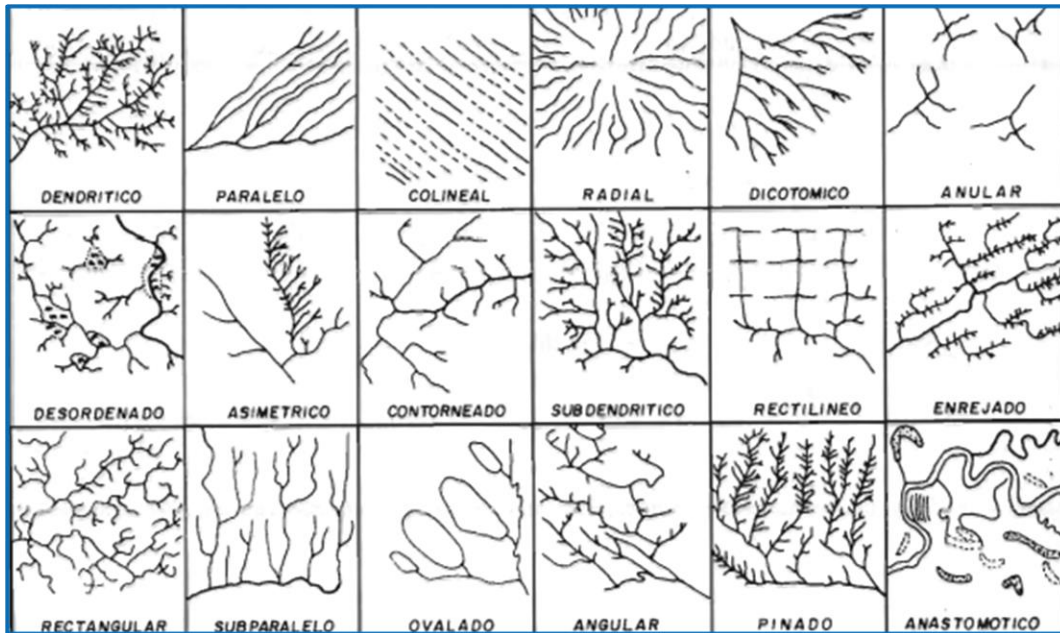 DENDRITICO PARALELO COLINEAL RADIAL DICOTOMICO ANULAR
DESORDENADO ASIMETRICO CONTORNEADO SUBDENDRITICO RECTILINEO ENREJADO
RECTANGULAR SUBPARALELO OVALADO ANGULAR PINADO ANASTOMOTICO